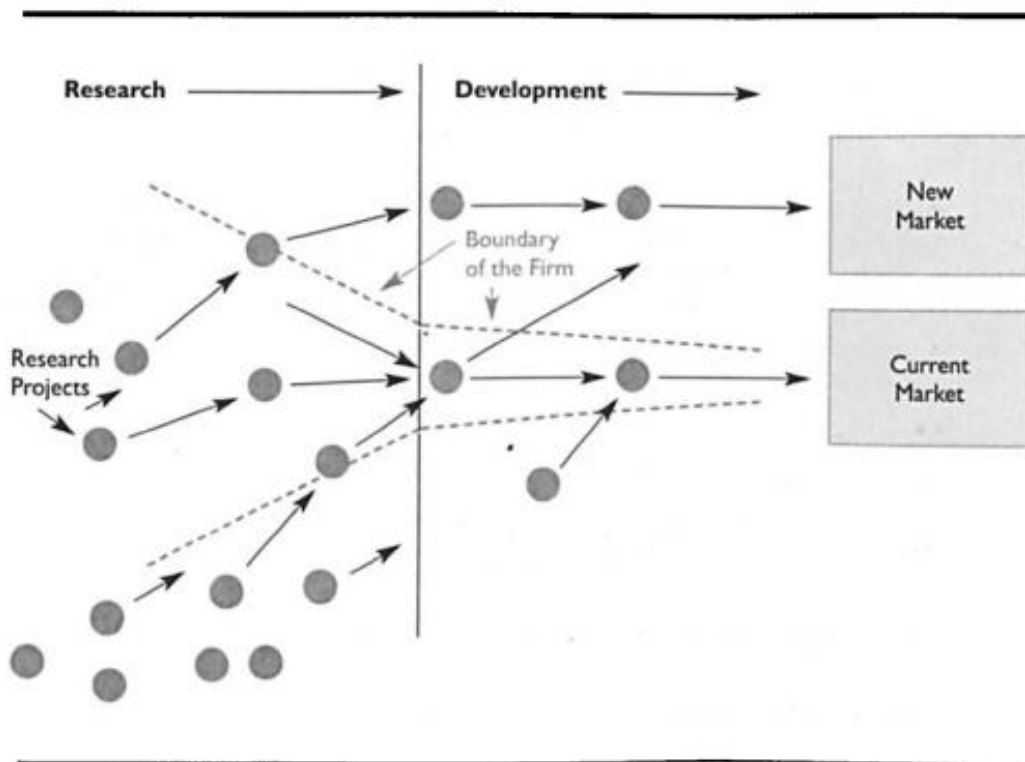 Research
Development
New
Market
Boundary
of the Firm
Research
Projects
Current
Market